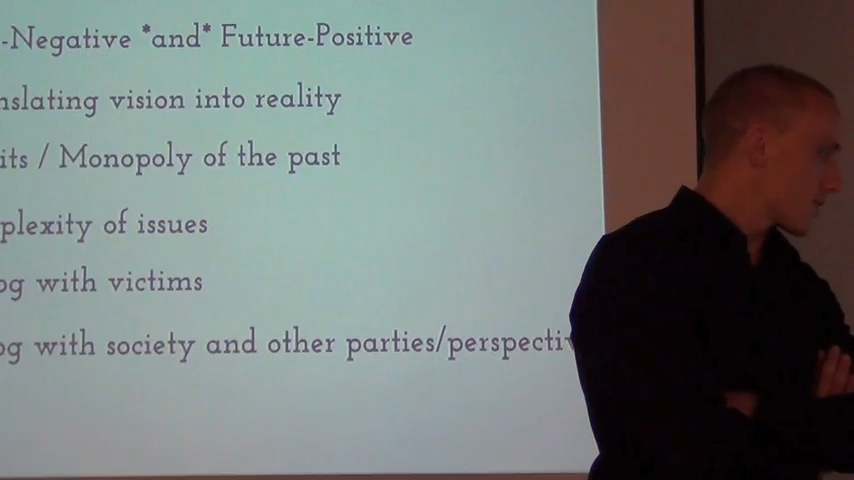 -Negative *and* Future-Positive
nslating vision into reality
its / Monopoly of the past
plexity of issues
og with victims
og with society and other parties/perspectiv